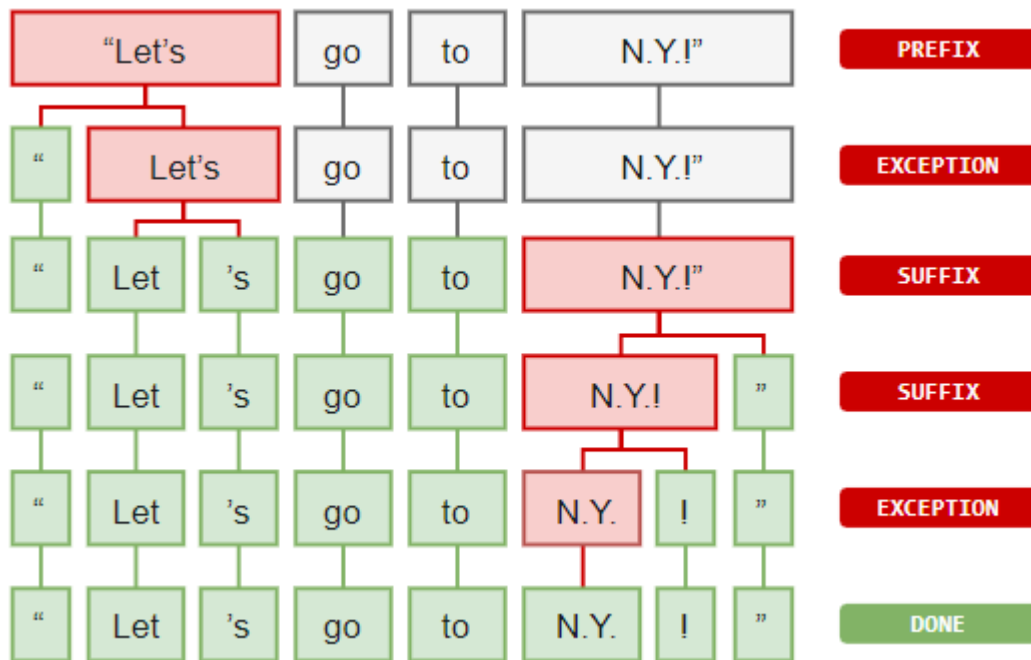 “Let’s go to N.Y.!” PREFIX
“ Let’s go to N.Y.!” EXCEPTION
“ Let ’s go to N.Y.!” SUFFIX
“ Let ’s go to N.Y.! ” SUFFIX
“ Let ’s go to N.Y. ! ” EXCEPTION
“ Let ’s go to N.Y. ! ” DONE